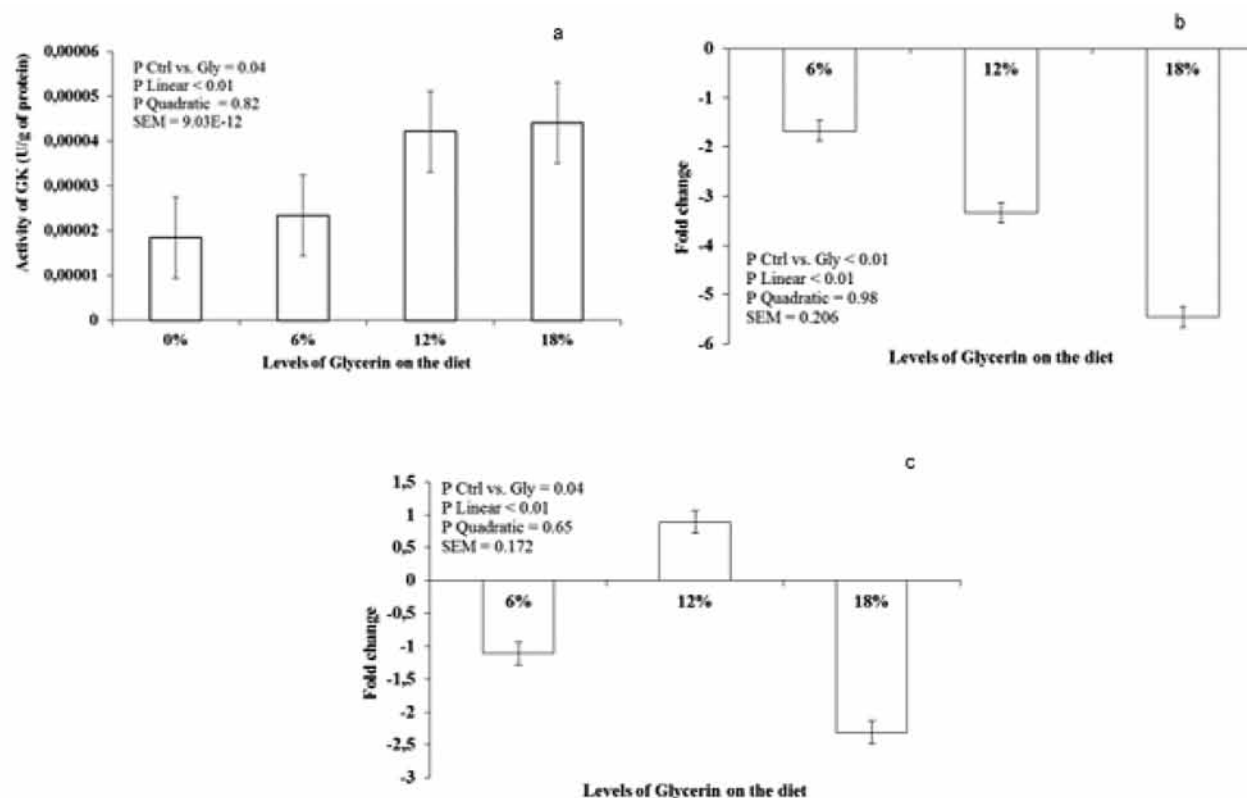 a
0,00006
0,00005
0,00004
0,00003
0,00002
0,00001
0
Activity of GK (U/g of protein)
P Ctrl vs. Gly = 0.04
P Linear < 0.01
P Quadratic = 0.82
SEM = 9.03E-12
0% 6% 12% 18%
Levels of Glycerin on the diet
b
0
-1
-2
-3
-4
-5
-6
Fold change
6% 12% 18%
P Ctrl vs. Gly < 0.01
P Linear < 0.01
P Quadratic = 0.98
SEM = 0.206
Levels of Glycerin on the diet
c
1,5
1
0,5
0
-0,5
-1
-1,5
-2
-2,5
-3
Fold change
P Ctrl vs. Gly = 0.04
P Linear < 0.01
P Quadratic = 0.65
SEM = 0.172
6% 12% 18%
Levels of Glycerin on the diet